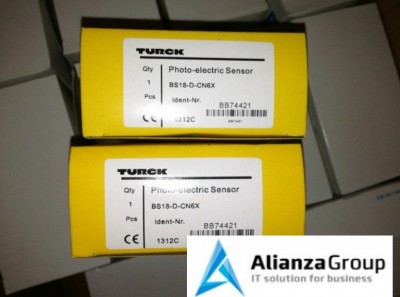 TURCK
Qty Photo-electric Sensor
1 BS18-D-CN6X
Pcs Ident-Nr.
BB74421
CE 1312C BB74421
TURCK
Qty Photo-electric Sensor
1 BS18-D-CN6X
Pcs Ident-Nr.
BB74421
CE 1312C
AlianzaGroup
IT solution for business